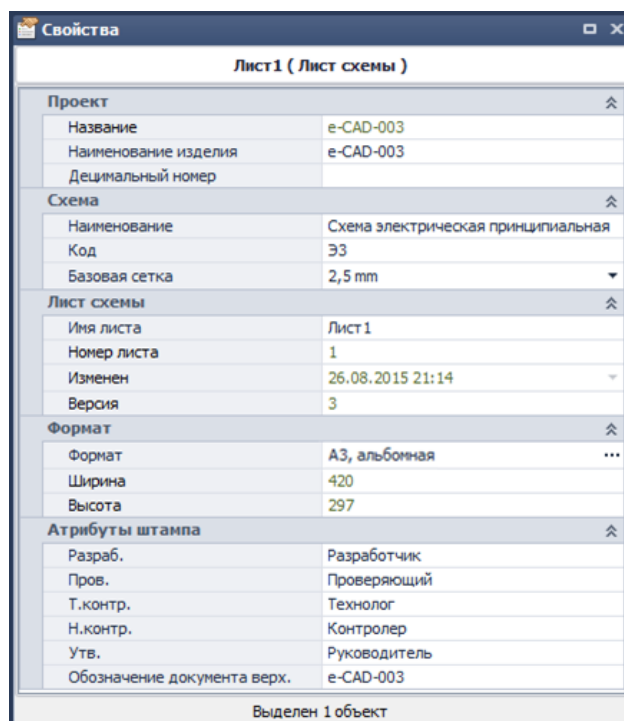 Свойства
Лист1 ( Лист схемы )
Проект
Название e-CAD-003
Наименование изделия e-CAD-003
Децимальный номер
Схема
Наименование Схема электрическая принципиальная
Код Э3
Базовая сетка 2,5 mm
Лист схемы
Имя листа Лист1
Номер листа 1
Изменен 26.08.2015 21:14
Версия 3
Формат
Формат А3, альбомная ...
Ширина 420
Высота 297
Атрибуты штампа
Разраб. Разработчик
Пров. Проверяющий
Т.контр. Технолог
Н.контр. Контролер
Утв. Руководитель
Обозначение документа верх. e-CAD-003
Выделен 1 объект